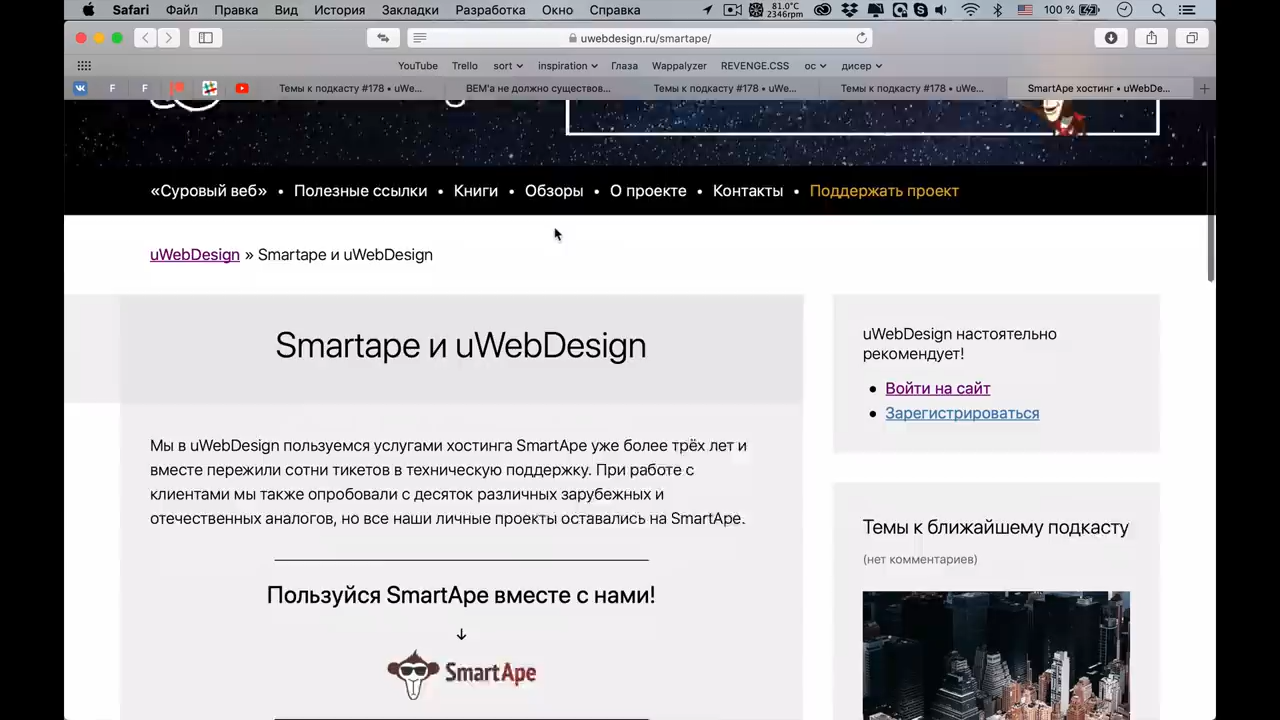 Safari Файл Правка Вид История Закладки Разработка Окно Справка 81.0°C 2346rpm 100 %
uwebdesign.ru/smartape/
YouTube Trello sort inspiration Глаза Wappalyzer REVENGE.CSS ос дисер
F F Темы к подкасту #178 • uWe... BEM'а не должно существов... Темы к подкасту #178 • uWe... Темы к подкасту #178 • uWe... SmartApe хостинг • uWebDe...
«Суровый веб» • Полезные ссылки • Книги • Обзоры • О проекте • Контакты • Поддержать проект
uWebDesign » Smartape и uWebDesign
Smartape и uWebDesign
Мы в uWebDesign пользуемся услугами хостинга SmartApe уже более трёх лет и
вместе пережили сотни тикетов в техническую поддержку. При работе с
клиентами мы также опробовали с десяток различных зарубежных и
отечественных аналогов, но все наши личные проекты оставались на SmartApe.
Пользуйся SmartApe вместе с нами!
↓
SmartApe
uWebDesign настоятельно
рекомендует!
• Войти на сайт
• Зарегистрироваться
Темы к ближайшему подкасту
(нет комментариев)